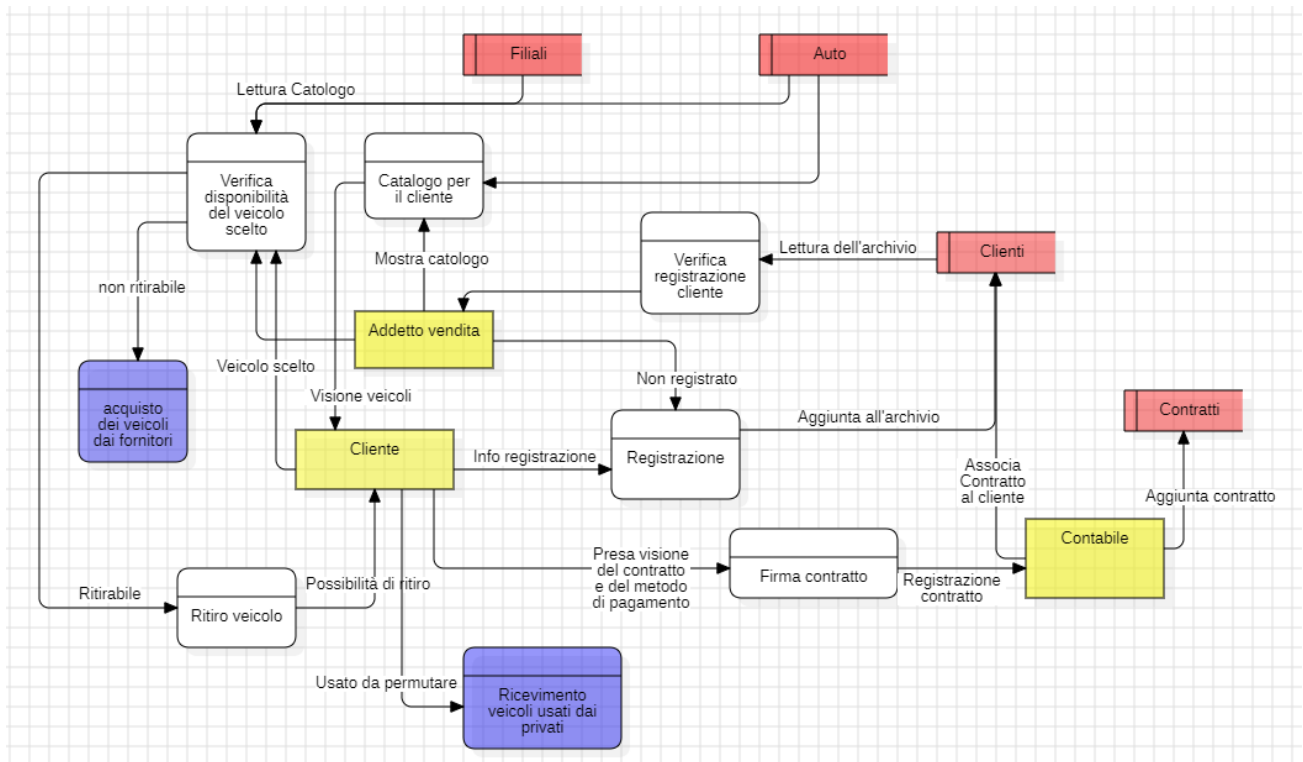 Filiali
Auto
Lettura Catologo
Verifica
disponibilità
del veicolo
scelto
Catalogo per
il cliente
Verifica
registrazione
cliente
Lettura dell'archivio
Clienti
Mostra catologo
non ritirabile
Addetto vendita
Veicolo scelto
Non registrato
Visione veicoli
acquisto
dei veicoli
dai fornitori
Cliente
Info registrazione
Registrazione
Aggiunta all'archivio
Contratti
Associa
Contratto
al cliente
Aggiunta contratto
Contabile
Presa visione
del contratto
e del metodo
di pagamento
Firma contratto
Registrazione
contratto
Ritirabile
Ritiro veicolo
Possibilità di ritiro
Usato da permutare
Ricevimento
veicoli usati dai
privati